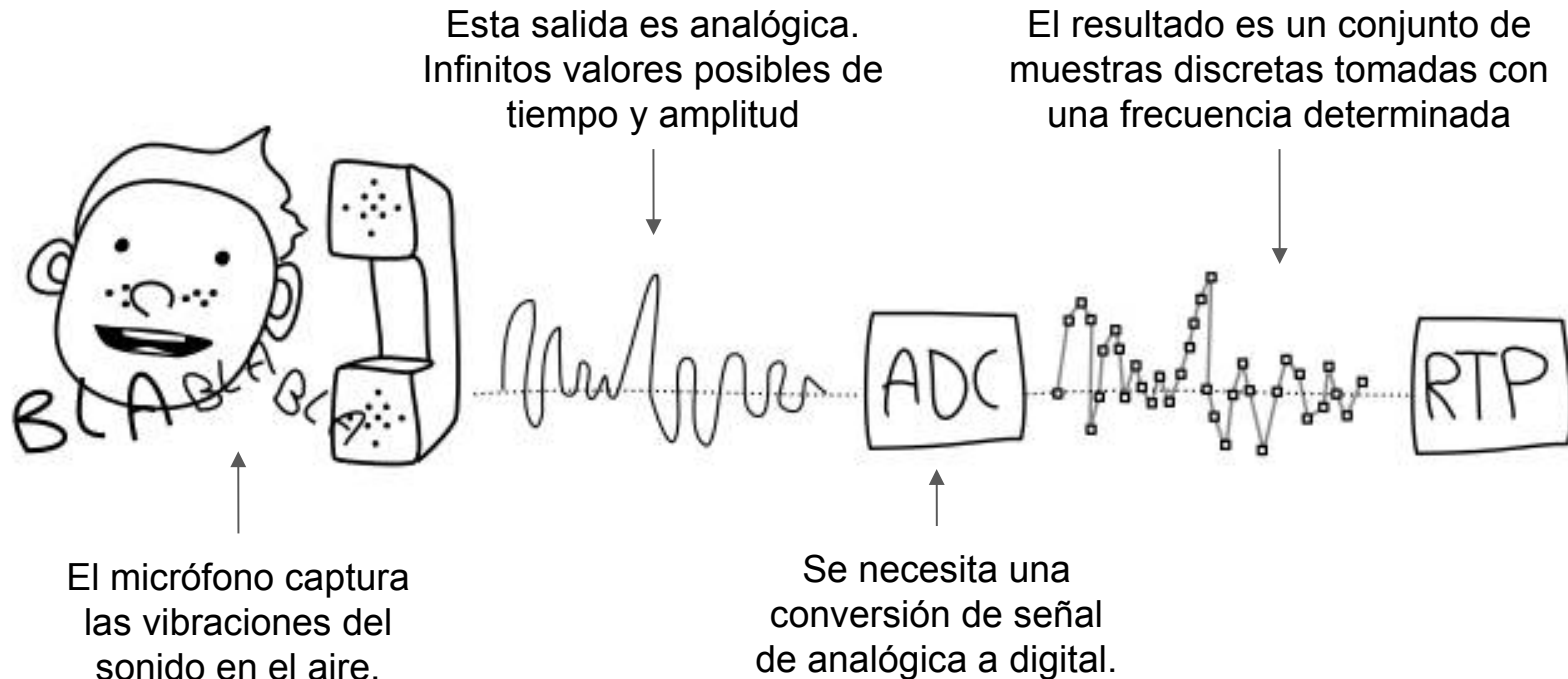 Esta salida es analógica.
Infinitos valores posibles de
tiempo y amplitud
El resultado es un conjunto de
muestras discretas tomadas con
una frecuencia determinada
BLA BLA BLA
ADC
RTP
El micrófono captura
las vibraciones del
sonido en el aire.
Se necesita una
conversión de señal
de analógica a digital.